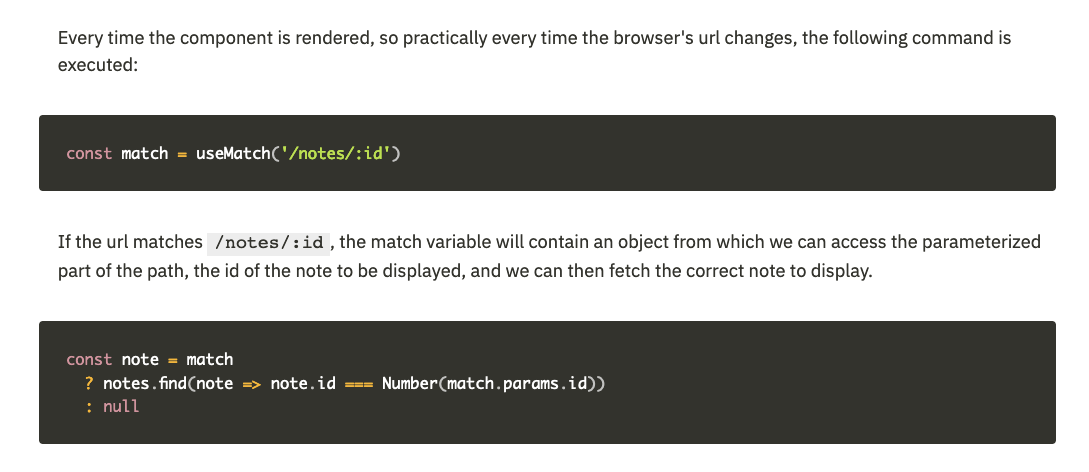 Every time the component is rendered, so practically every time the browser's url changes, the following command is
executed:
const match = useMatch('/notes/:id')
If the url matches /notes/:id, the match variable will contain an object from which we can access the parameterized
part of the path, the id of the note to be displayed, and we can then fetch the correct note to display.
const note = match
  ? notes.find(note => note.id === Number(match.params.id))
  : null